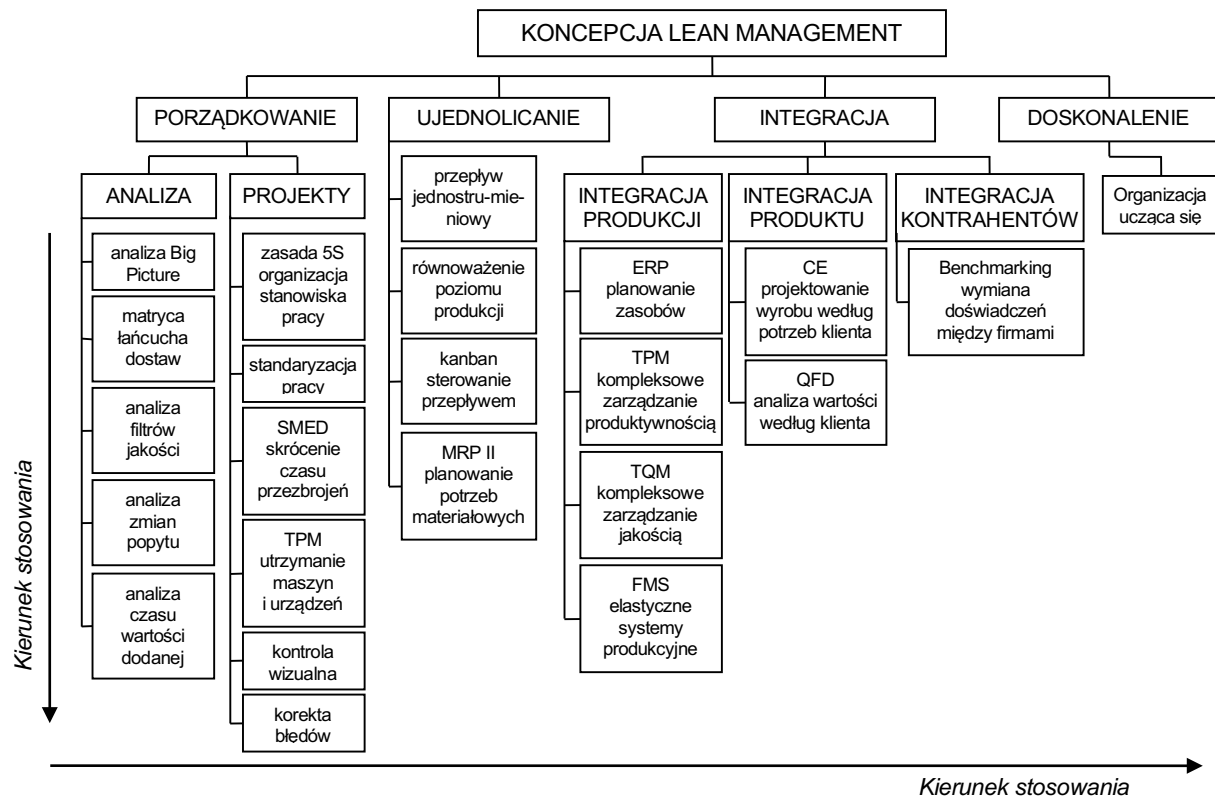 KONCEPCJA LEAN MANAGEMENT
PORZĄDKOWANIE
UJEDNOLICANIE
INTEGRACJA
DOSKONALENIE
ANALIZA
analiza Big
Picture
matryca
łańcucha
dostaw
analiza
filtrów
jakości
analiza
zmian
popytu
analiza
czasu
wartości
dodanej
PROJEKTY
zasada 5S
organizacja
stanowiska
pracy
standaryzacja
pracy
SMED
skrócenie
czasu
przezbrojeń
TPM
utrzymanie
maszyn
i urządzeń
kontrola
wizualna
korekta
błędów
przepływ
jednostru-mie-
niowy
równoważenie
poziomu
produkcji
kanban
sterowanie
przepływem
MRP II
planowanie
potrzeb
materiałowych
INTEGRACJA
PRODUKCJI
ERP
planowanie
zasobów
TPM
kompleksowe
zarządzanie
produktywnością
TQM
kompleksowe
zarządzanie
jakością
FMS
elastyczne
systemy
produkcyjne
INTEGRACJA
PRODUKTU
CE
projektowanie
wyrobu według
potrzeb klienta
QFD
analiza wartości
według klienta
INTEGRACJA
KONTRAHENTÓW
Benchmarking
wymiana
doświadczeń
między firmami
Organizacja
ucząca się
Kierunek stosowania
Kierunek stosowania